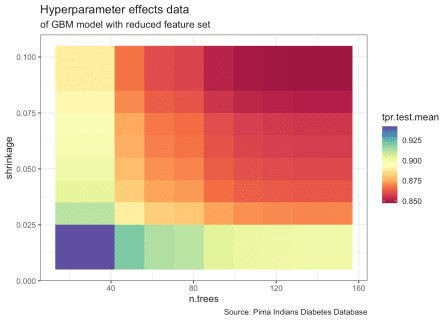 Hyperparameter effects data
of GBM model with reduced feature set
0.100
0.075
0.050
0.025
0.000
shrinkage
40
80
120
160
n.trees
tpr.test.mean
0.925
0.900
0.875
0.850
Source: Pima Indians Diabetes Database